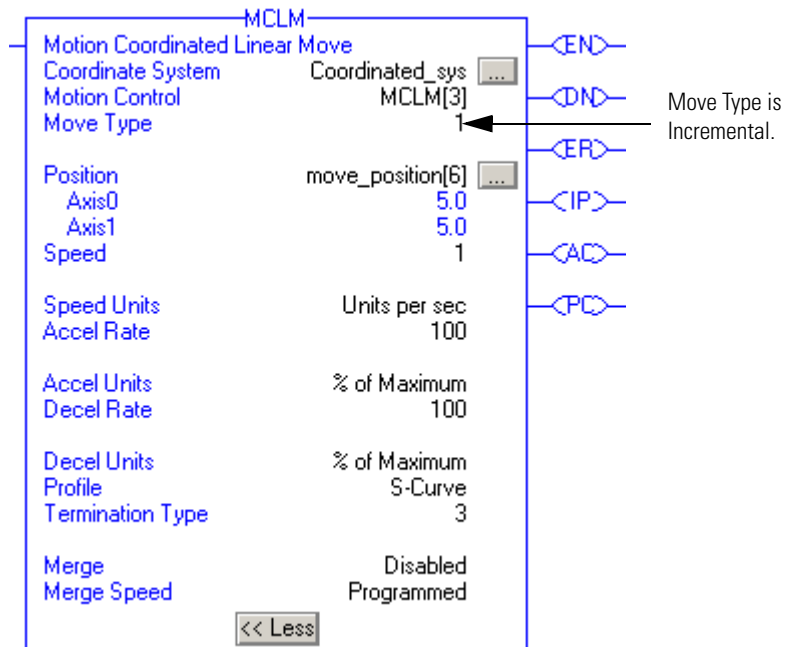 MCLM
Motion Coordinated Linear Move
Coordinate System Coordinated_sys ...
Motion Control MCLM[3]
Move Type 1
Position move_position[6] ...
Axis0 5.0
Axis1 5.0
Speed 1
Speed Units Units per sec
Accel Rate 100
Accel Units % of Maximum
Decel Rate 100
Decel Units % of Maximum
Profile S-Curve
Termination Type 3
Merge Disabled
Merge Speed Programmed
<< Less
EN
DN
ER
IP
AC
PC
Move Type is
Incremental.